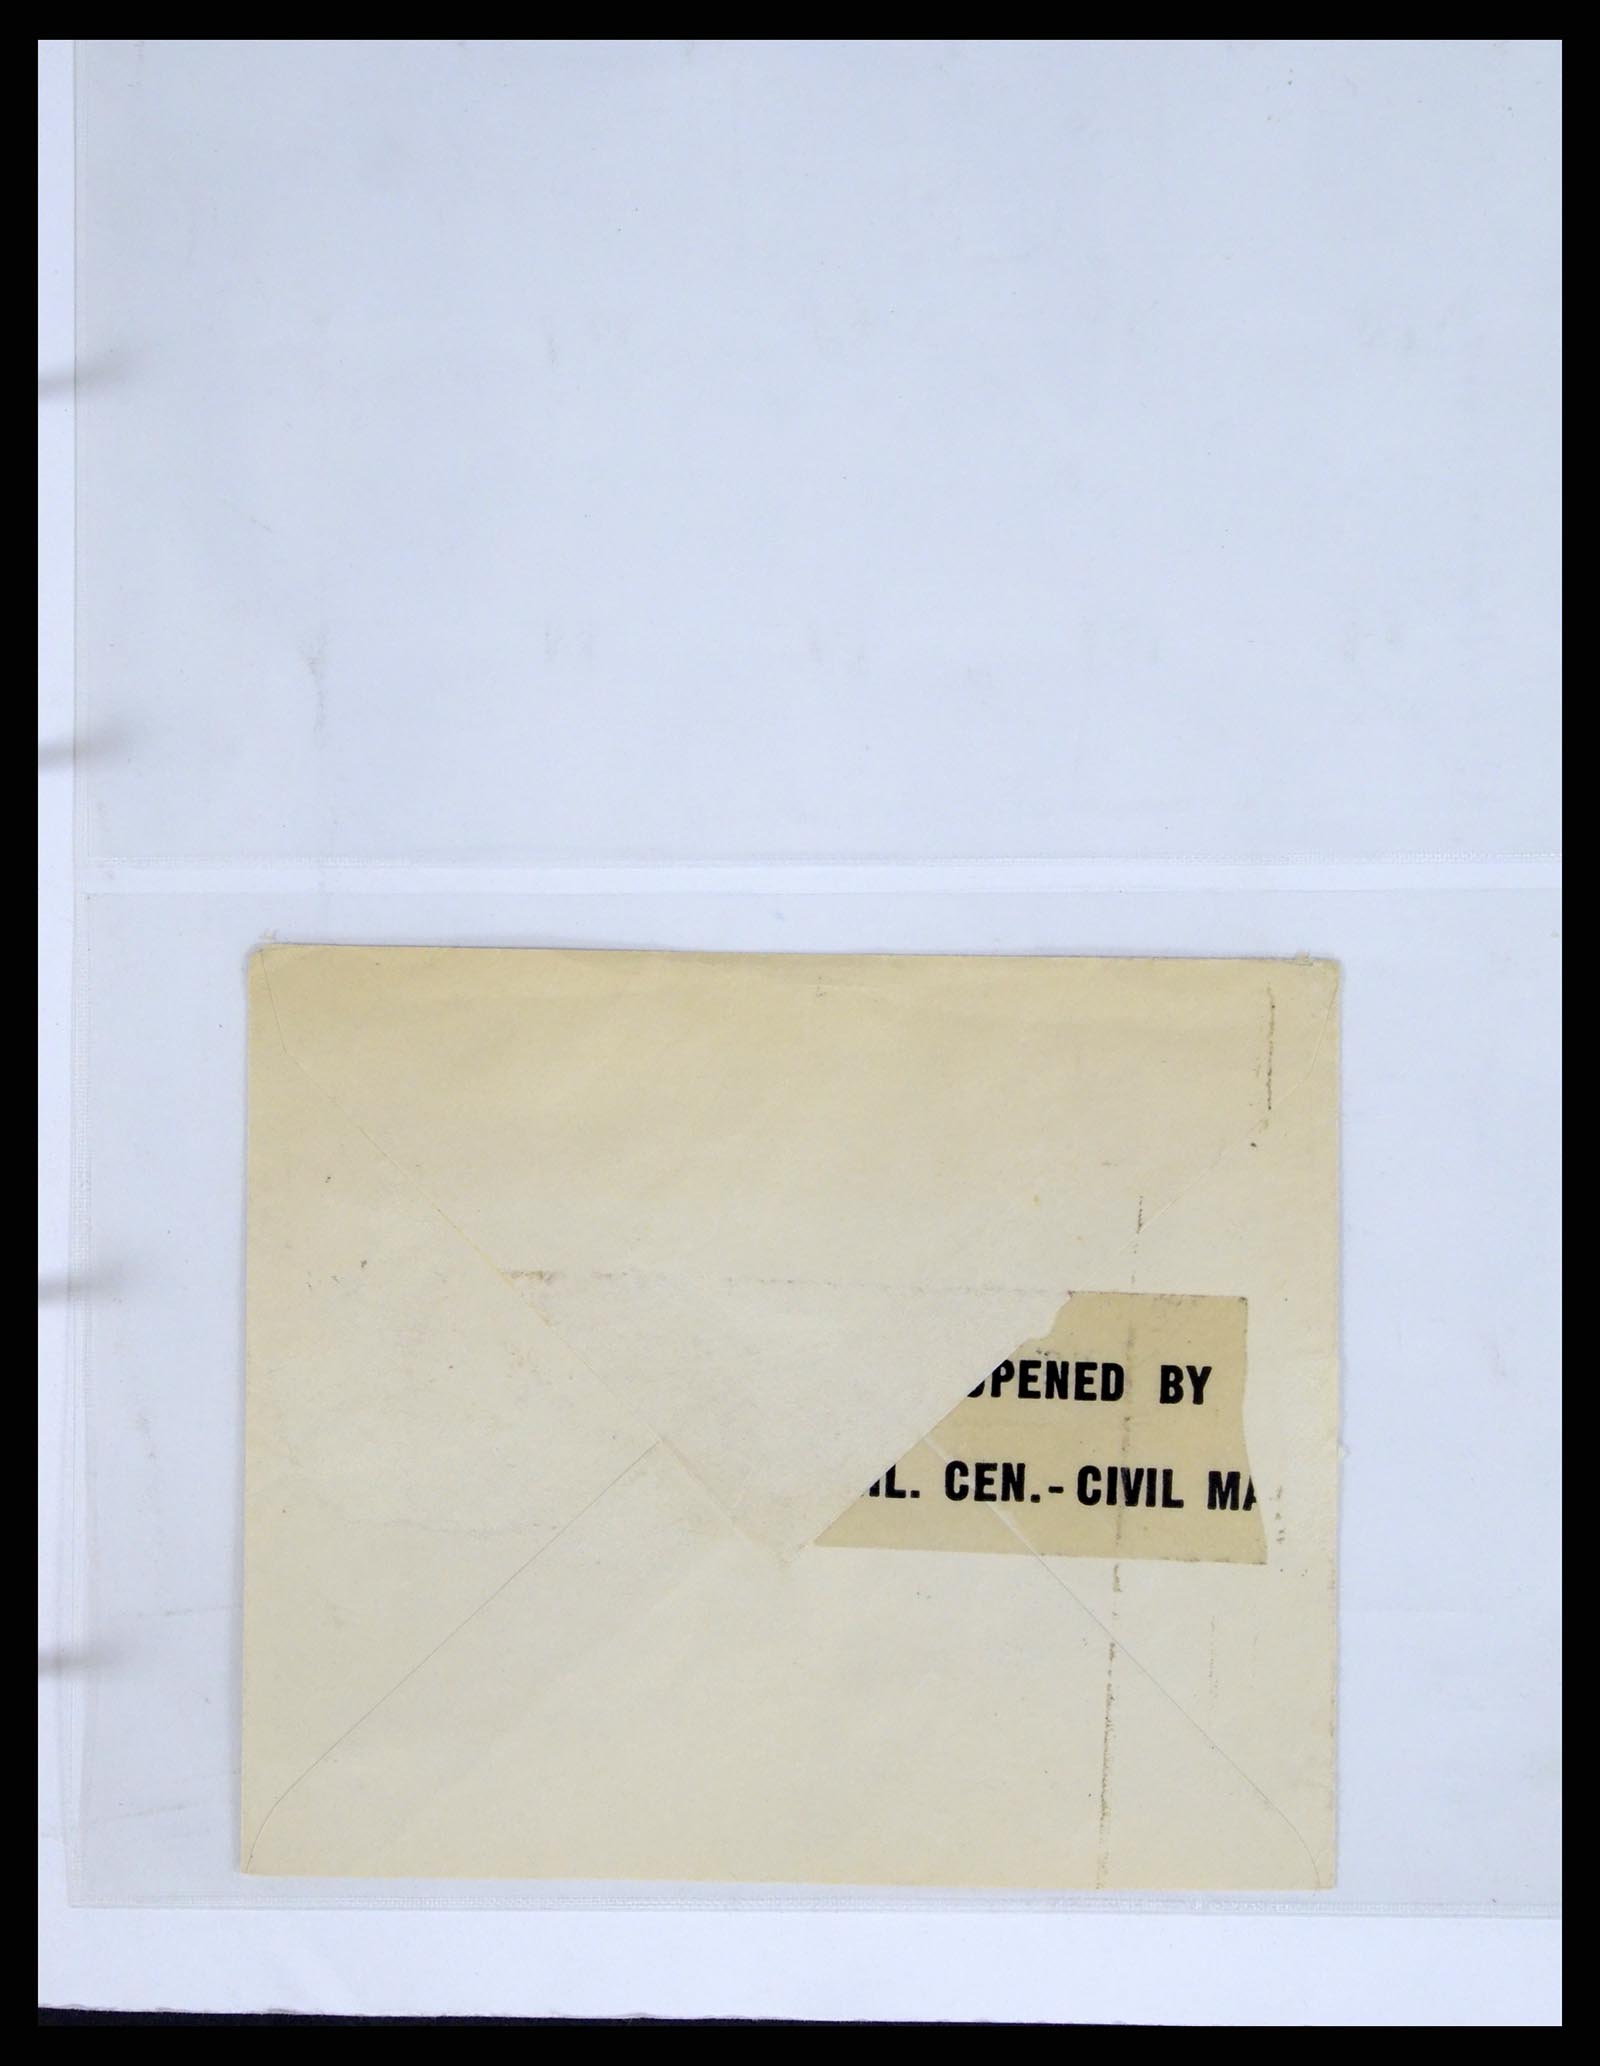 OPENED BY
IL. CEN.-CIVIL MA